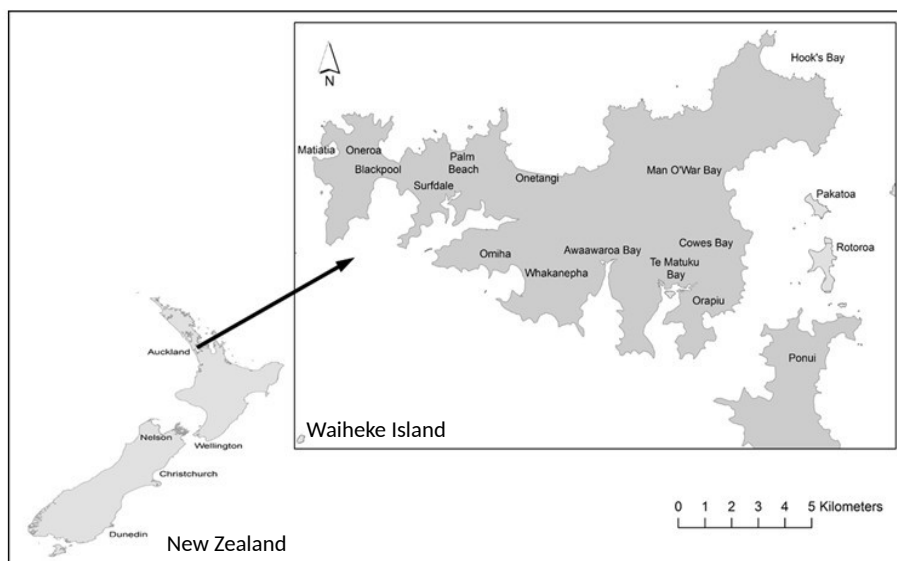 Hook's Bay
N
Matiatia
Oneroa
Blackpool
Palm
Beach
Surfdale
Onetangi
Man O'War Bay
Pakatoa
Rotoroa
Omiha
Whakanepha
Awaawaroa Bay
Cowes Bay
Te Matuku
Bay
Orapiu
Ponui
Waiheke Island
Auckland
Nelson
Wellington
Christchurch
Dunedin
New Zealand
0 1 2 3 4 5 Kilometers